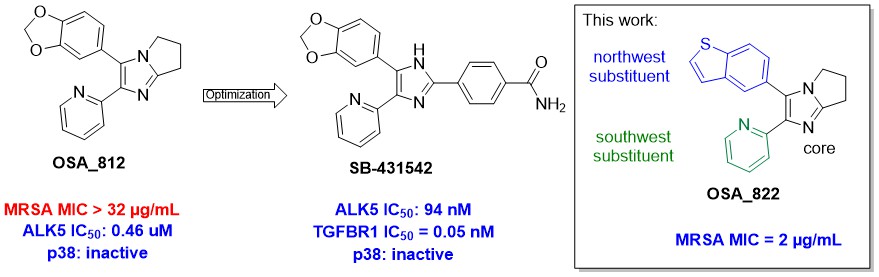 O
O
N
N
N
OSA_812
MRSA MIC > 32 µg/mL
ALK5 IC50: 0.46 uM
p38: inactive
Optimization
O
O
NH
N
N
O
NH2
SB-431542
ALK5 IC50: 94 nM
TGFBR1 IC50 = 0.05 nM
p38: inactive
This work:
northwest
substituent
S
N
N
N
southwest
substituent
core
OSA_822
MRSA MIC = 2 µg/mL